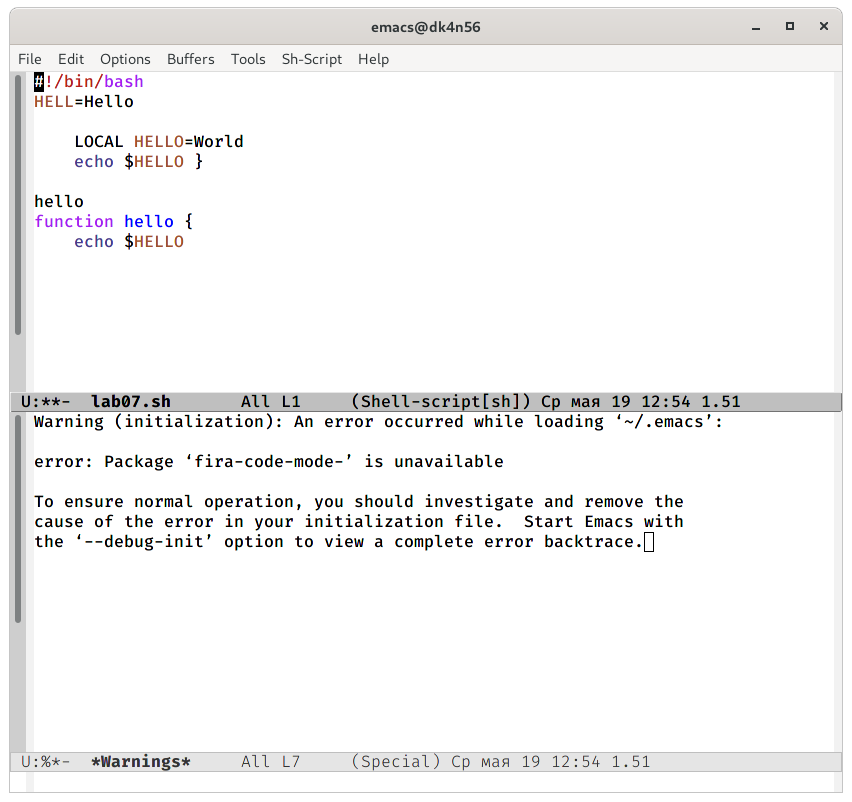 emacs@dk4n56
File Edit Options Buffers Tools Sh-Script Help
#!/bin/bash
HELL=Hello
    LOCAL HELLO=World
    echo $HELLO }
hello
function hello {
    echo $HELLO
U:**-  lab07.sh       All L1     (Shell-script[sh]) Ср мая 19 12:54 1.51
Warning (initialization): An error occurred while loading ‘~/.emacs’:
error: Package ‘fira-code-mode-’ is unavailable
To ensure normal operation, you should investigate and remove the
cause of the error in your initialization file.  Start Emacs with
the ‘--debug-init’ option to view a complete error backtrace.
U:%*-  *Warnings*     All L7     (Special) Ср мая 19 12:54 1.51